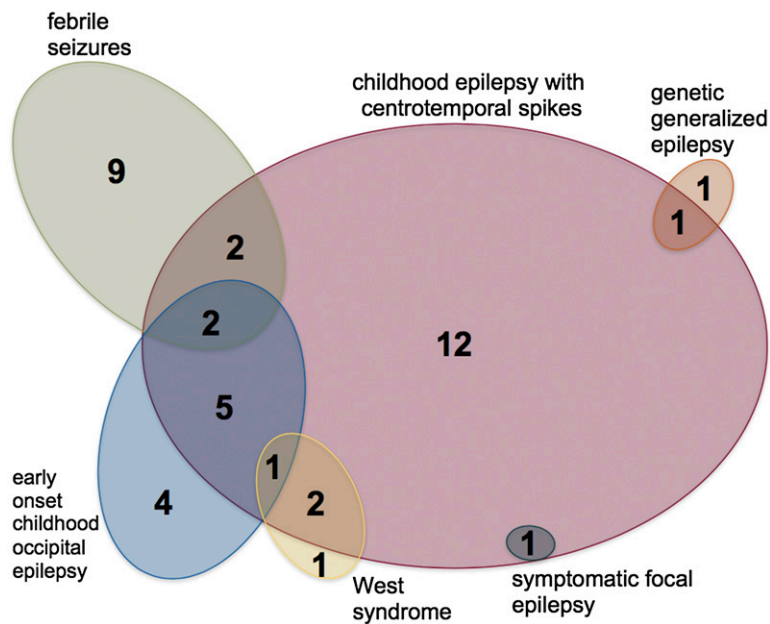 febrile
seizures
childhood epilepsy with
centrotemporal spikes
genetic
generalized
epilepsy
9
1
1
2
2
12
5
1
4
2
1
1
early
onset
childhood
occipital
epilepsy
West
syndrome
symptomatic focal
epilepsy